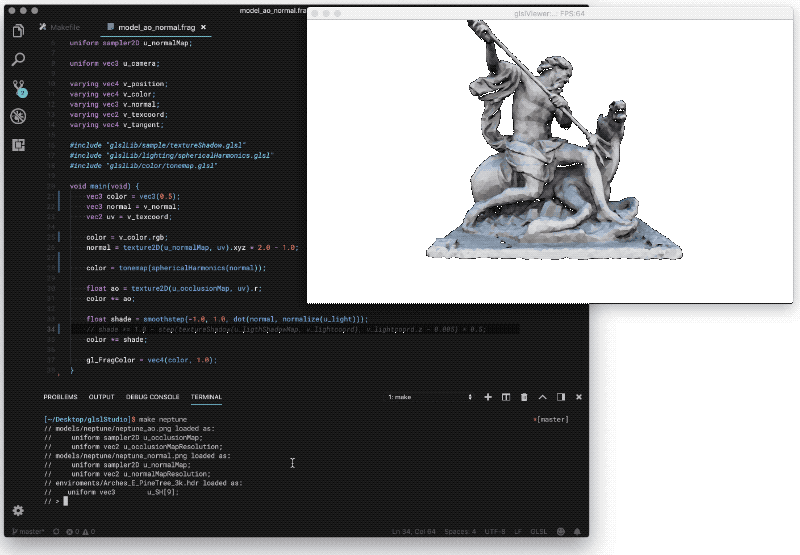 model_ao_normal.fra
glslViewer...: FPS:64
Makefile
model_ao_normal.frag ×
6 uniform sampler2D u_normalMap;
uniform vec3 u_camera;
varying vec4 v_position;
varying vec4 v_color;
varying vec3 v_normal;
varying vec2 v_texcoord;
varying vec4 v_tangent;
#include "glslLib/sample/textureShadow.glsl"
#include "glslLib/lighting/sphericalHarmonics.glsl"
#include "glslLib/color/tonemap.glsl"
void main(void) {
vec3 color = vec3(0.5);
vec3 normal = v_normal;
vec2 uv = v_texcoord;
color = v_color.rgb;
normal = texture2D(u_normalMap, uv).xyz * 2.0 - 1.0;
color = tonemap(sphericalHarmonics(normal));
float ao = texture2D(u_occlusionMap, uv).r;
color *= ao;
float shade = smoothstep(-1.0, 1.0, dot(normal, normalize(u_light)));
34 // shade *= 1.0 - step(textureShadow(u_ligthShadowMap, v_lightcoord), v_lightcoord.z - 0.005) * 0.5;
color *= shade;
gl_FragColor = vec4(color, 1.0);
}
PROBLEMS OUTPUT DEBUG CONSOLE TERMINAL 1: make
[~/Desktop/glslStudio]$ make neptune *[master]
// models/neptune/neptune_ao.png loaded as:
// uniform sampler2D u_occlusionMap;
// uniform vec2 u_occlusionMapResolution;
// models/neptune/neptune_normal.png loaded as:
// uniform sampler2D u_normalMap;
// uniform vec2 u_normalMapResolution;
// enviroments/Arches_E_PineTree_3k.hdr loaded as:
// uniform vec3 u_SH[9];
// >
master* 0 0 Ln 34, Col 64 Spaces: 4 UTF-8 LF GLSL